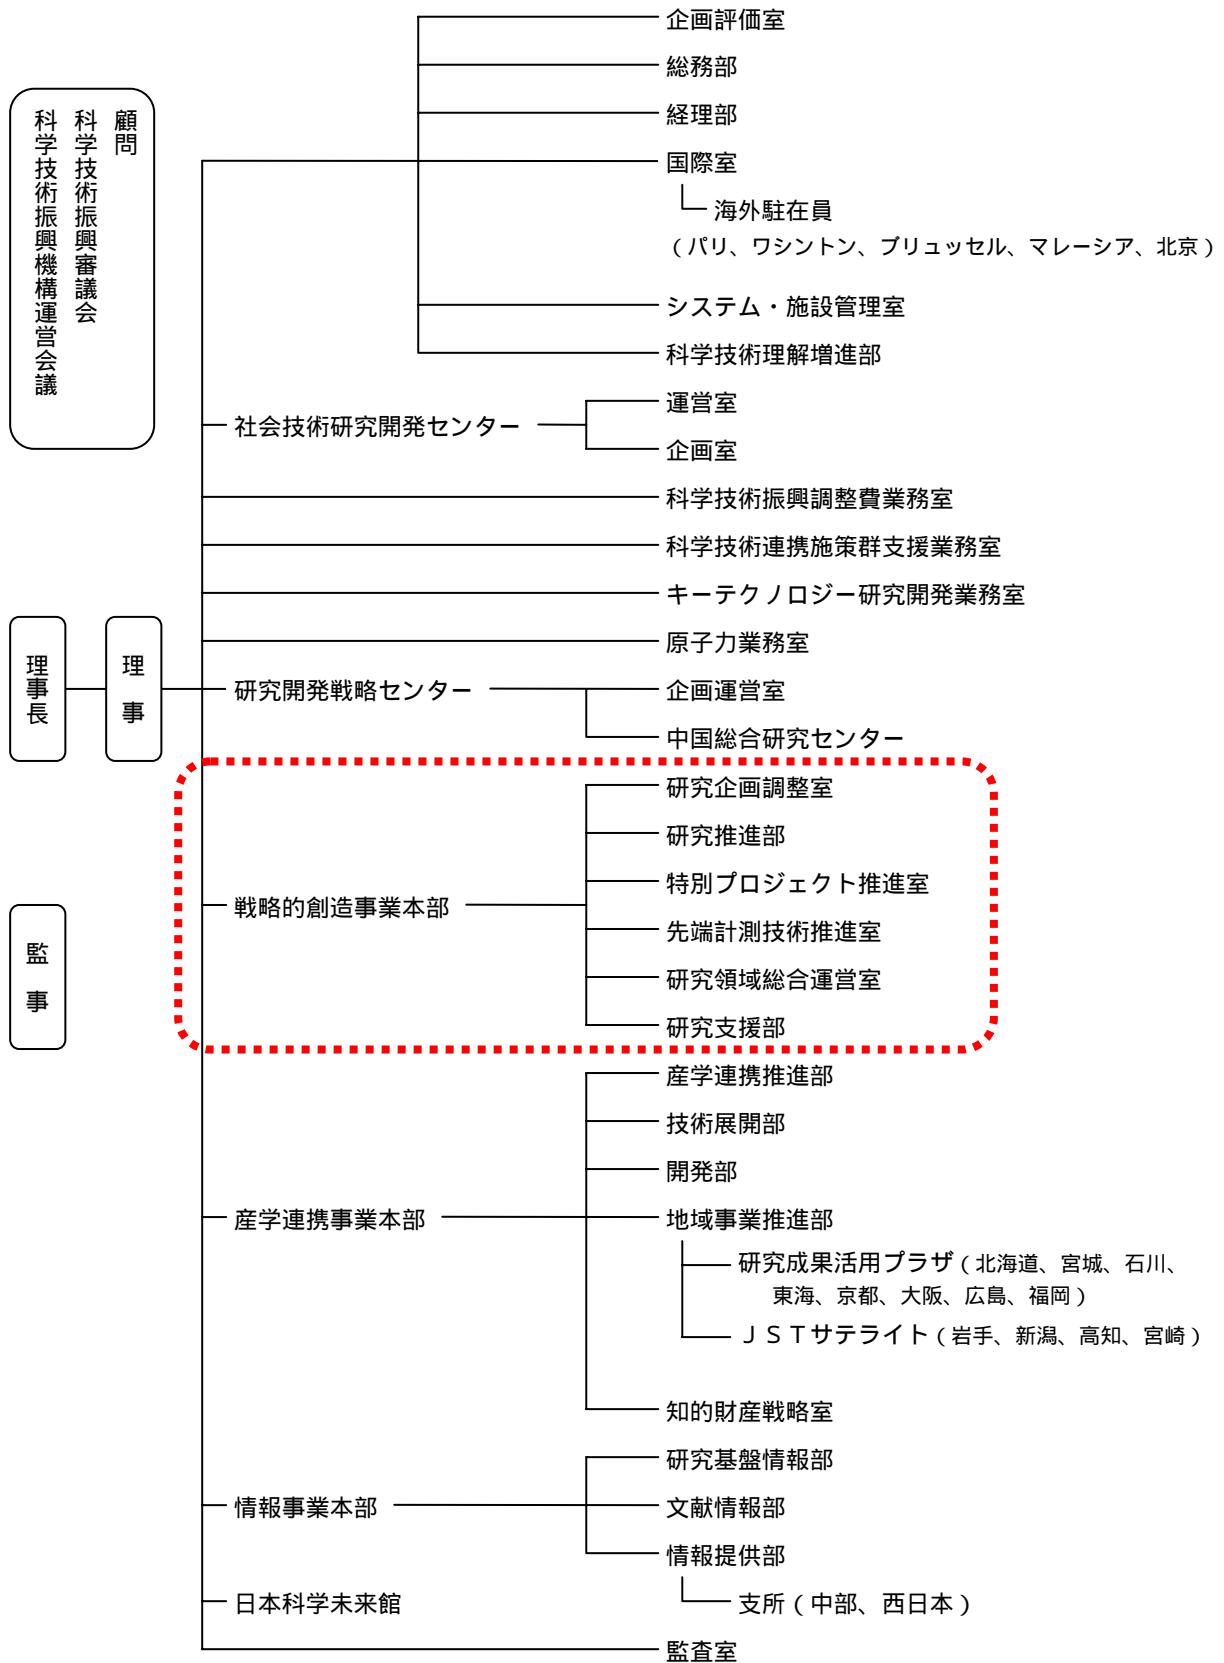 顧問
科学技術振興審議会
科学技術振興機構運営会議
理事長
理事
監事
企画評価室
総務部
経理部
国際室
海外駐在員
（パリ、ワシントン、ブリュッセル、マレーシア、北京）
システム・施設管理室
科学技術理解増進部
社会技術研究開発センター
運営室
企画室
科学技術振興調整費業務室
科学技術連携施策群支援業務室
キーテクノロジー研究開発業務室
原子力業務室
研究開発戦略センター
企画運営室
中国総合研究センター
戦略的創造事業本部
研究企画調整室
研究推進部
特別プロジェクト推進室
先端計測技術推進室
研究領域総合運営室
研究支援部
産学連携事業本部
産学連携推進部
技術展開部
開発部
地域事業推進部
研究成果活用プラザ（北海道、宮城、石川、
東海、京都、大阪、広島、福岡）
ＪＳＴサテライト（岩手、新潟、高知、宮崎）
知的財産戦略室
情報事業本部
研究基盤情報部
文献情報部
情報提供部
支所（中部、西日本）
日本科学未来館
監査室